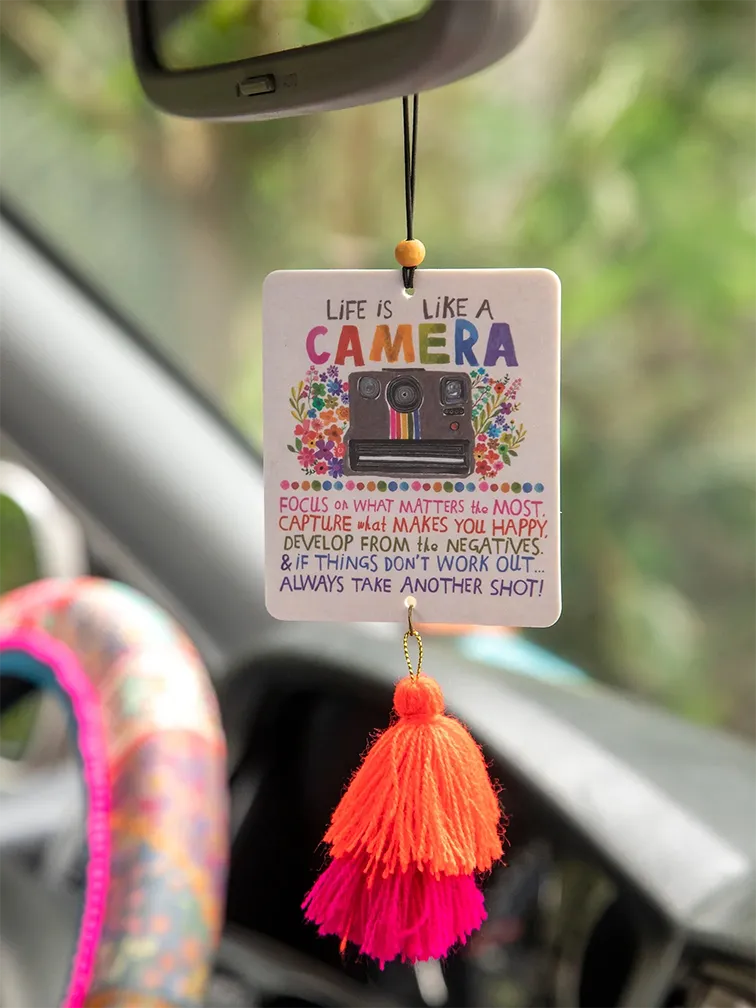 LiFE iS LiKE A
CAMERA
FOCUS on WHAT MATTERS the MOST.
CAPTURE what MAKES YOU HAPPY,
DEVELOP FROM the NEGATIVES.
& iF THiNGS DON'T WORK OUT...
ALWAYS TAKE ANOTHER SHOT!